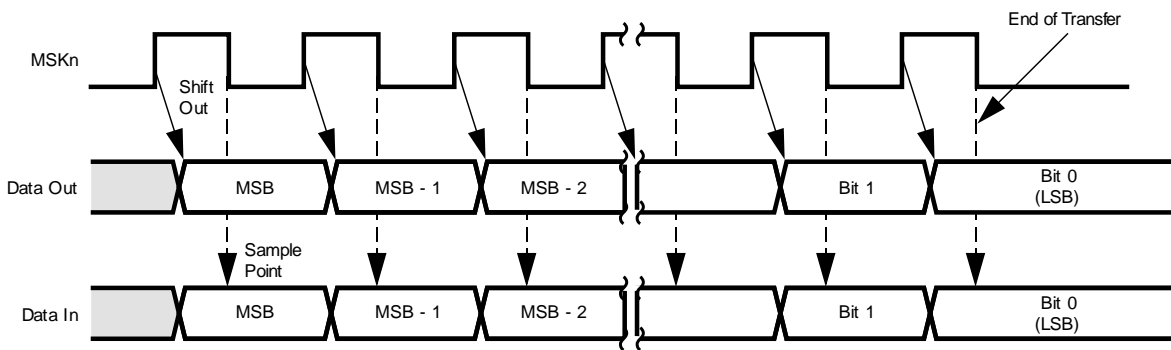 End of Transfer
MSKn
Shift
Out
Data Out
MSB
MSB - 1
MSB - 2
Bit 1
Bit 0
(LSB)
Sample
Point
Data In
MSB
MSB - 1
MSB - 2
Bit 1
Bit 0
(LSB)